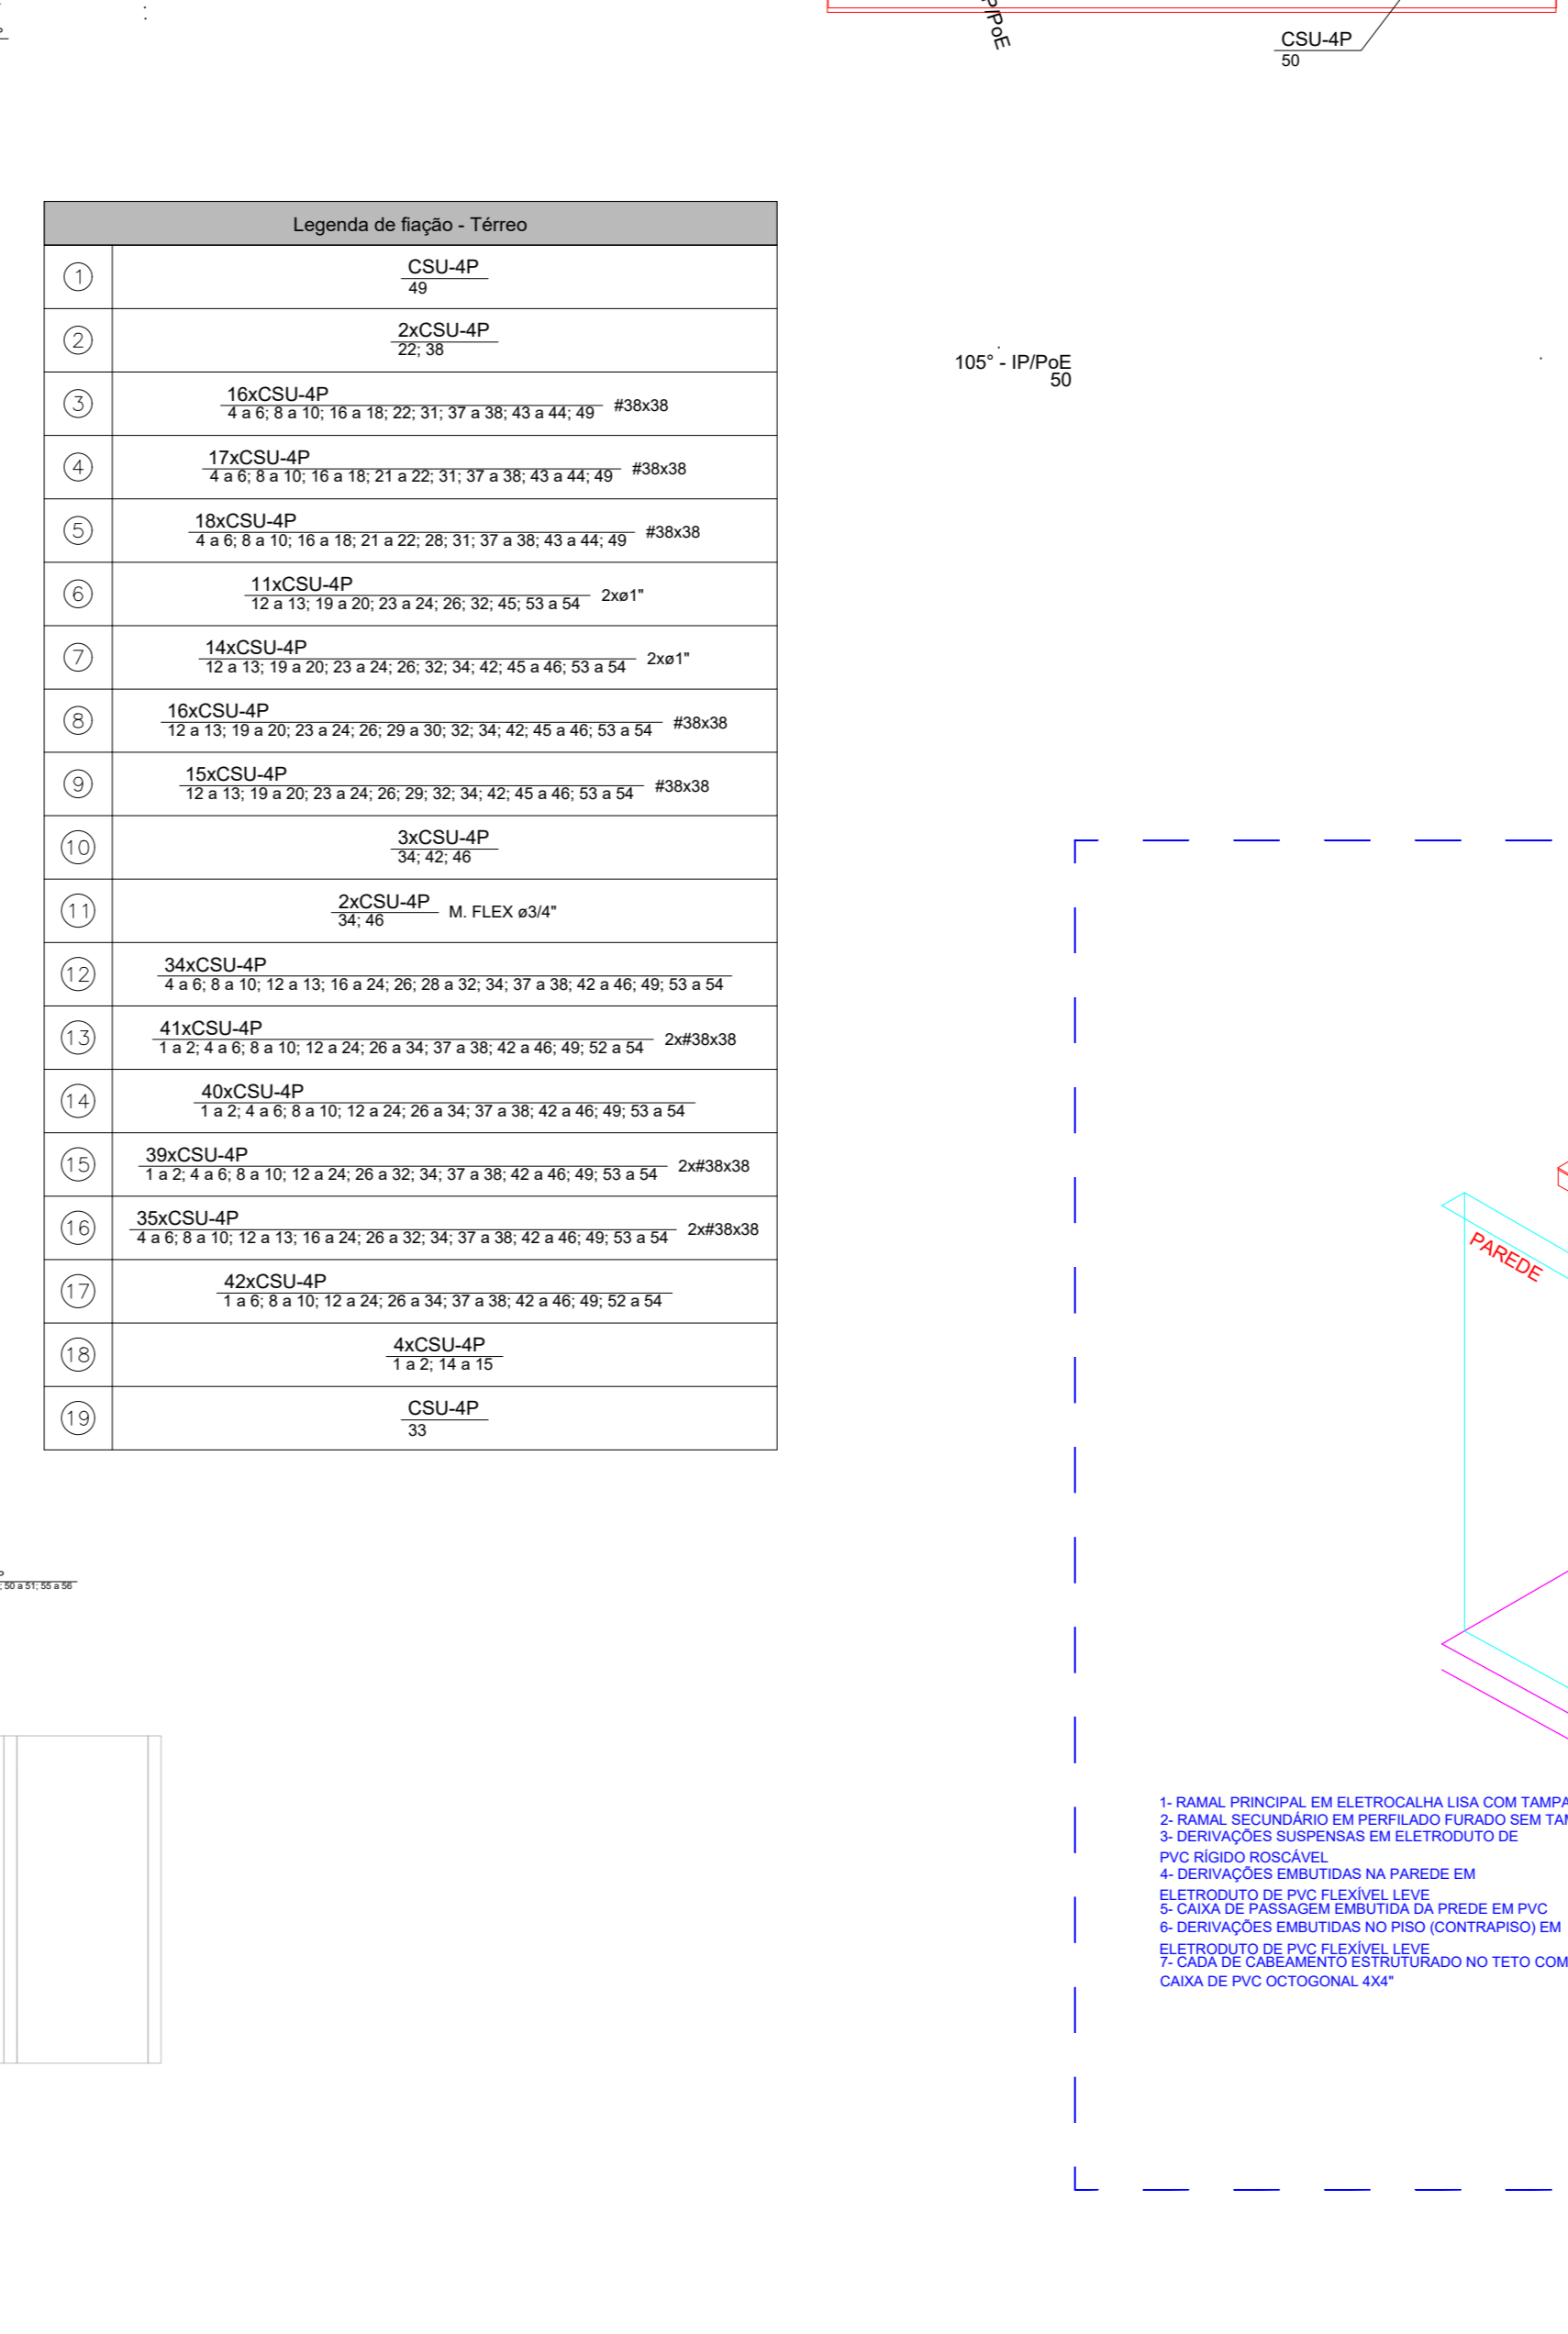 CSU-4P
50
Legenda de fiação - Térreo
1
CSU-4P
49
2
2xCSU-4P
22; 38
3
16xCSU-4P
4 a 6; 8 a 10; 16 a 18; 22; 31; 37 a 38; 43 a 44; 49 #38x38
4
17xCSU-4P
4 a 6; 8 a 10; 16 a 18; 21 a 22; 31; 37 a 38; 43 a 44; 49 #38x38
5
18xCSU-4P
4 a 6; 8 a 10; 16 a 18; 21 a 22; 28; 31; 37 a 38; 43 a 44; 49 #38x38
6
11xCSU-4P
12 a 13; 19 a 20; 23 a 24; 26; 32; 45; 53 a 54 2xø1"
7
14xCSU-4P
12 a 13; 19 a 20; 23 a 24; 26; 32; 34; 42; 45 a 46; 53 a 54 2xø1"
8
16xCSU-4P
12 a 13; 19 a 20; 23 a 24; 26; 29 a 30; 32; 34; 42; 45 a 46; 53 a 54 #38x38
9
15xCSU-4P
12 a 13; 19 a 20; 23 a 24; 26; 29; 32; 34; 42; 45 a 46; 53 a 54 #38x38
10
3xCSU-4P
34; 42; 46
11
2xCSU-4P
34; 46 M. FLEX ø3/4"
12
34xCSU-4P
4 a 6; 8 a 10; 12 a 13; 16 a 24; 26; 28 a 32; 34; 37 a 38; 42 a 46; 49; 53 a 54
13
41xCSU-4P
1 a 2; 4 a 6; 8 a 10; 12 a 24; 26 a 34; 37 a 38; 42 a 46; 49; 52 a 54 2x#38x38
14
40xCSU-4P
1 a 2; 4 a 6; 8 a 10; 12 a 24; 26 a 34; 37 a 38; 42 a 46; 49; 53 a 54
15
39xCSU-4P
1 a 2; 4 a 6; 8 a 10; 12 a 24; 26 a 32; 34; 37 a 38; 42 a 46; 49; 53 a 54 2x#38x38
16
35xCSU-4P
4 a 6; 8 a 10; 12 a 13; 16 a 24; 26 a 32; 34; 37 a 38; 42 a 46; 49; 53 a 54 2x#38x38
17
42xCSU-4P
1 a 6; 8 a 10; 12 a 24; 26 a 34; 37 a 38; 42 a 46; 49; 52 a 54
18
4xCSU-4P
1 a 2; 14 a 15
19
CSU-4P
33
; 50 a 51; 55 a 56
P/PoE
105° - IP/PoE
50
PAREDE
1- RAMAL PRINCIPAL EM ELETROCALHA LISA COM TAMPA
2- RAMAL SECUNDÁRIO EM PERFILADO FURADO SEM
3- DERIVAÇÕES SUSPENSAS EM ELETRODUTO DE
PVC RÍGIDO ROSCÁVEL
4- DERIVAÇÕES EMBUTIDAS NA PAREDE EM
ELETRODUTO DE PVC FLEXÍVEL LEVE
5- CAIXA DE PASSAGEM EMBUTIDA DA PREDE EM PVC
6- DERIVAÇÕES EMBUTIDAS NO PISO (CONTRAPISO) EM
ELETRODUTO DE PVC FLEXÍVEL LEVE
7- CADA DE CABEAMENTO ESTRUTURADO NO TETO COM
CAIXA DE PVC OCTOGONAL 4X4"